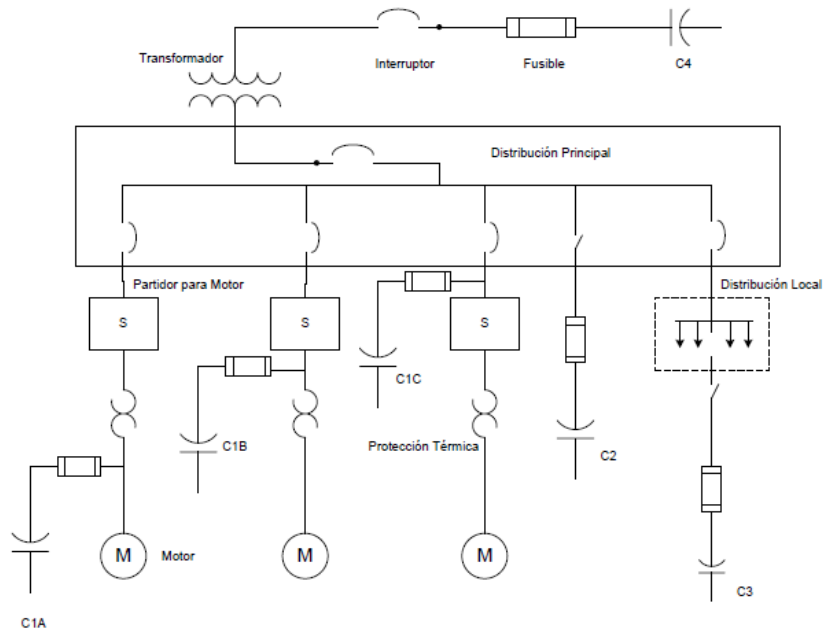 Transformador
Interruptor
Fusible
C4
Distribución Principal
Partidor para Motor
Distribución Local
S
S
S
C1C
C1B
Protección Térmica
C2
M
Motor
M
M
C3
C1A